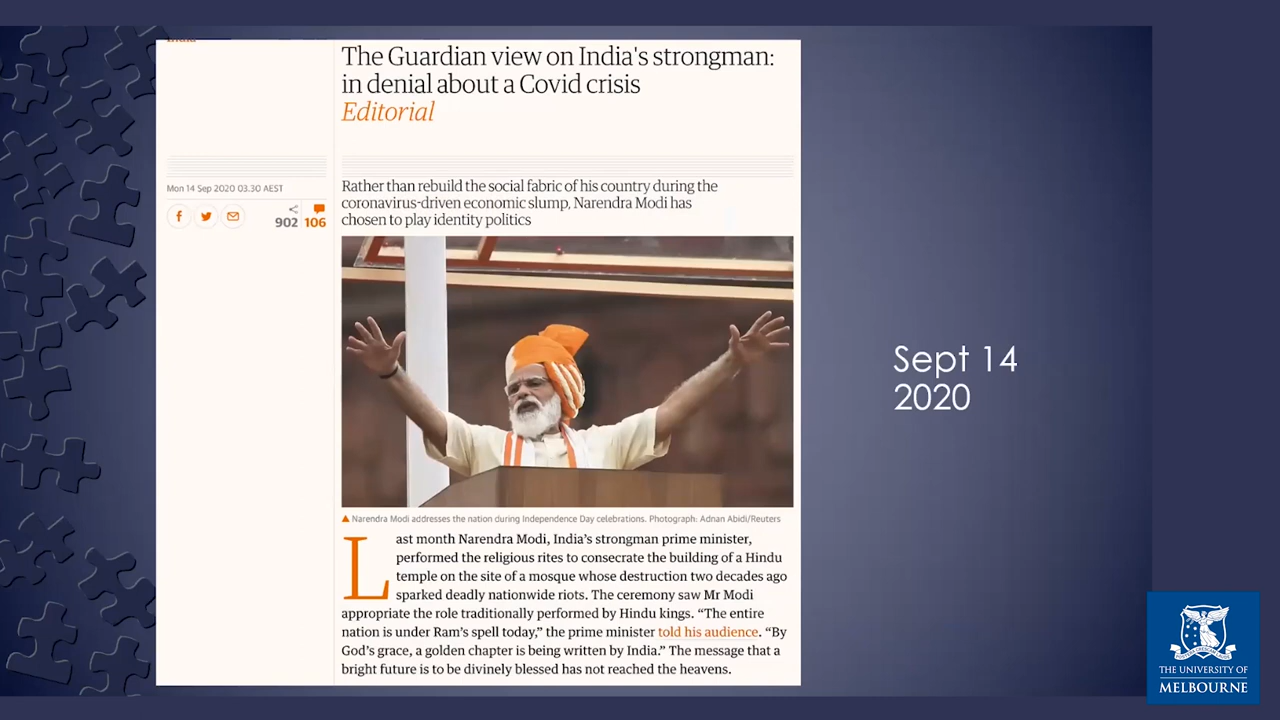 The Guardian view on India's strongman:
in denial about a Covid crisis
Editorial
Mon 14 Sep 2020 03.30 AEST
902 106
Rather than rebuild the social fabric of his country during the
coronavirus-driven economic slump, Narendra Modi has
chosen to play identity politics
Narendra Modi addresses the nation during Independence Day celebrations. Photograph: Adnan Abidi/Reuters
Last month Narendra Modi, India’s strongman prime minister,
performed the religious rites to consecrate the building of a Hindu
temple on the site of a mosque whose destruction two decades ago
sparked deadly nationwide riots. The ceremony saw Mr Modi
appropriate the role traditionally performed by Hindu kings. “The entire
nation is under Ram’s spell today,” the prime minister told his audience. “By
God’s grace, a golden chapter is being written by India.” The message that a
bright future is to be divinely blessed has not reached the heavens.
Sept 14
2020
THE UNIVERSITY OF
MELBOURNE